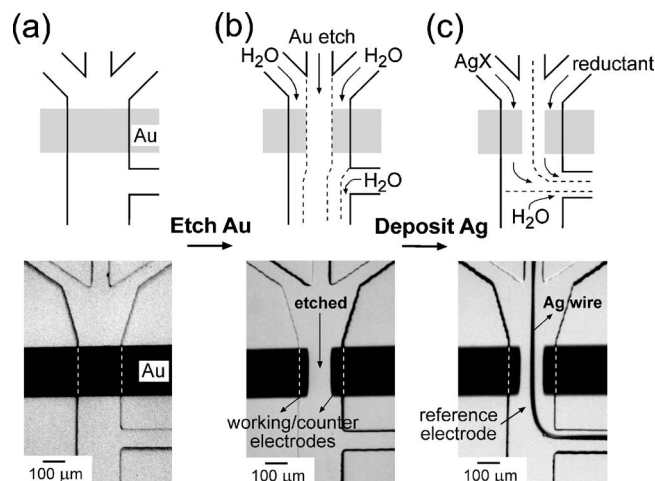 (a)
Au
(b)
Au etch
H₂O
H₂O
H₂O
(c)
AgX
reductant
H₂O
Etch Au
Deposit Ag
Au
100 µm
etched
working/counter
electrodes
100 µm
Ag wire
reference
electrode
100 µm